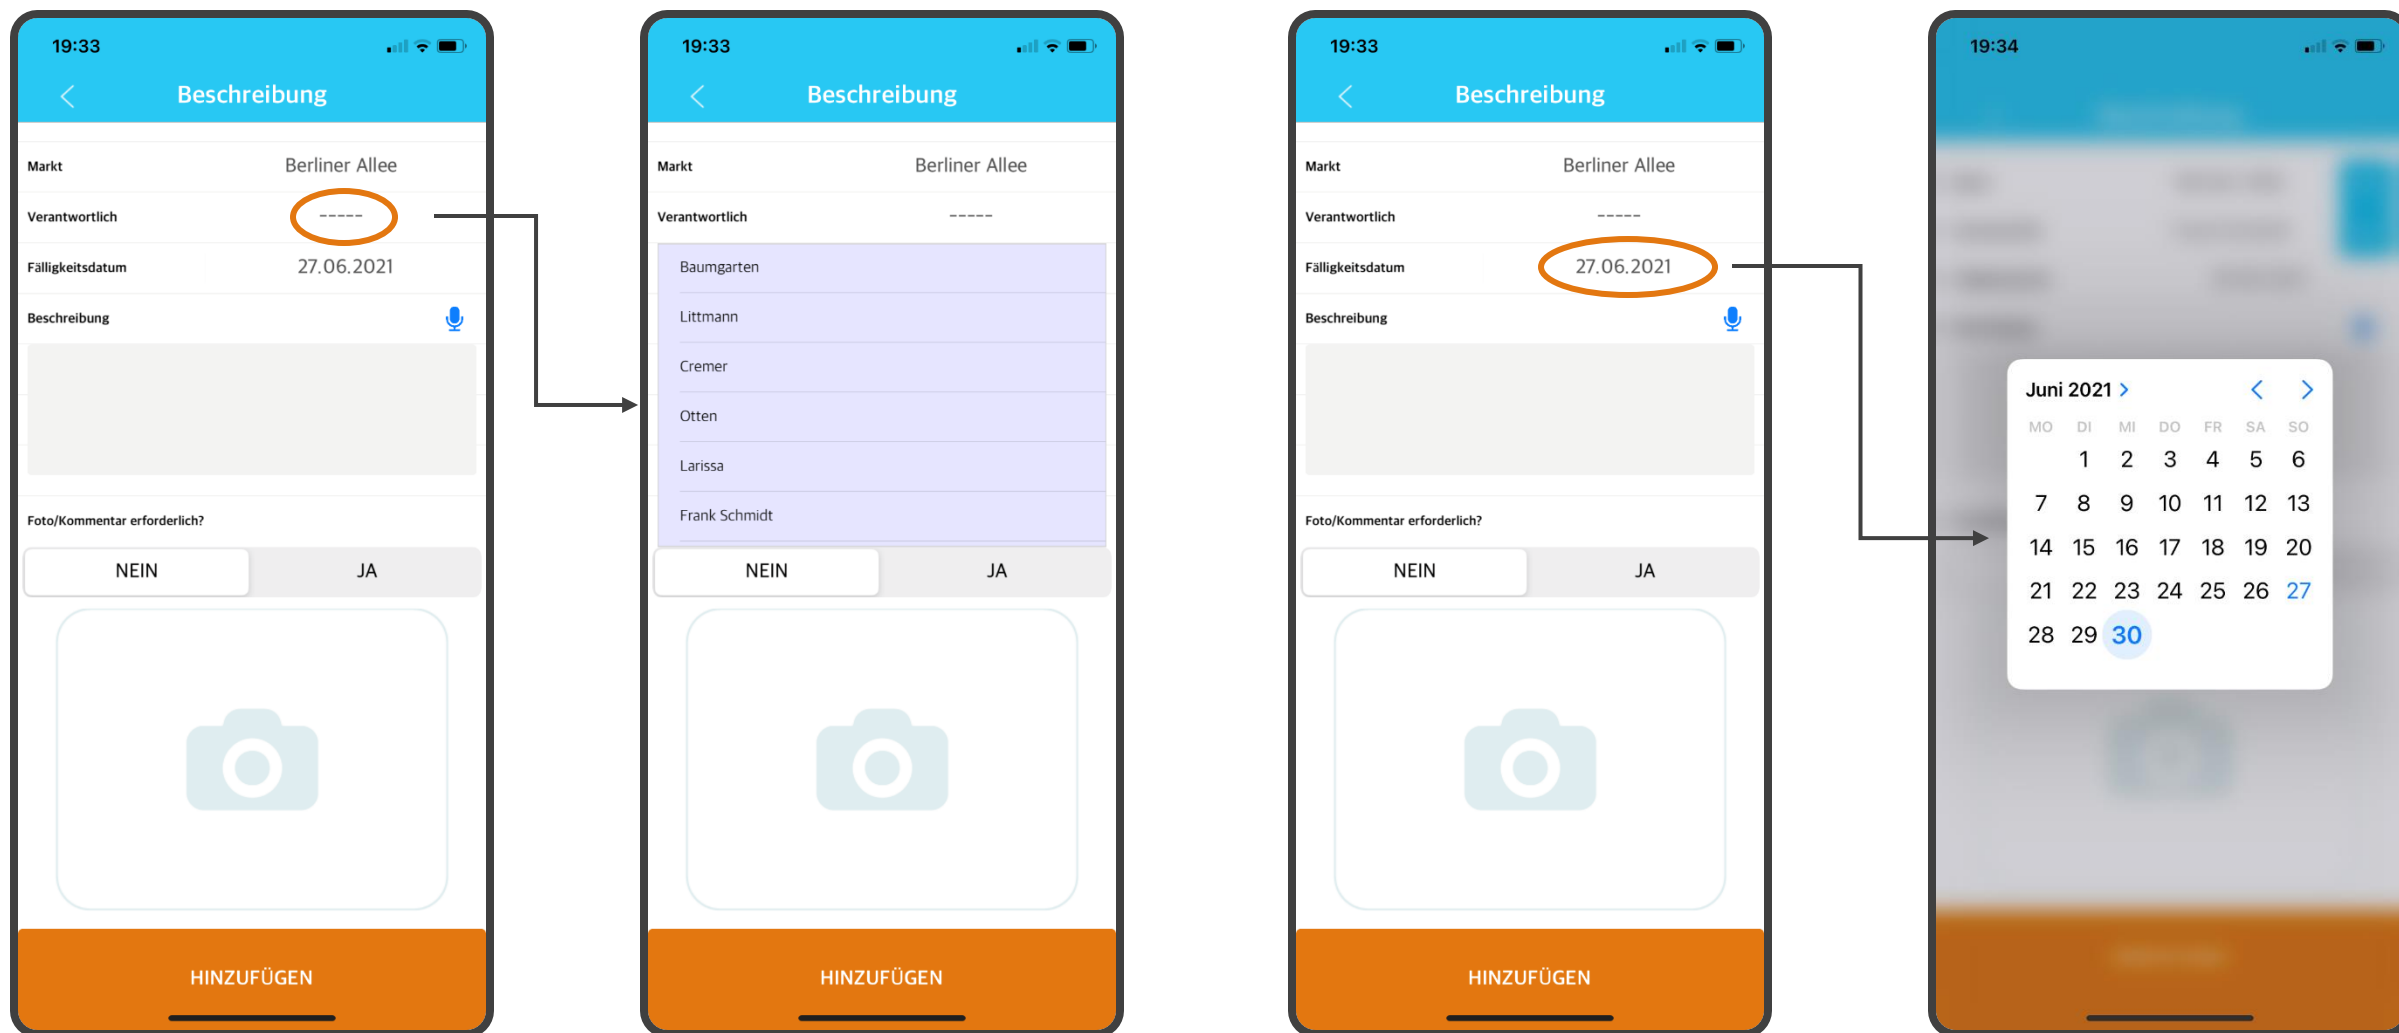 19:33
Beschreibung
Markt Berliner Allee
Verantwortlich -----
Fälligkeitsdatum 27.06.2021
Beschreibung
Foto/Kommentar erforderlich?
NEIN JA
HINZUFÜGEN
19:33
Beschreibung
Markt Berliner Allee
Verantwortlich -----
Baumgarten
Littmann
Cremer
Otten
Larissa
Frank Schmidt
NEIN JA
HINZUFÜGEN
19:33
Beschreibung
Markt Berliner Allee
Verantwortlich -----
Fälligkeitsdatum 27.06.2021
Beschreibung
Foto/Kommentar erforderlich?
NEIN JA
HINZUFÜGEN
19:34
Juni 2021
MO DI MI DO FR SA SO
1 2 3 4 5 6
7 8 9 10 11 12 13
14 15 16 17 18 19 20
21 22 23 24 25 26 27
28 29 30